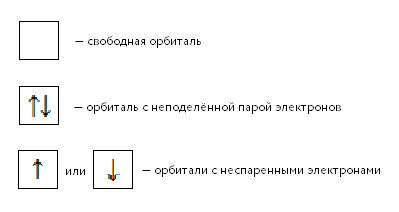 – свободная орбиталь
– орбиталь с неподелённой парой электронов
или – орбитали с неспаренными электронами